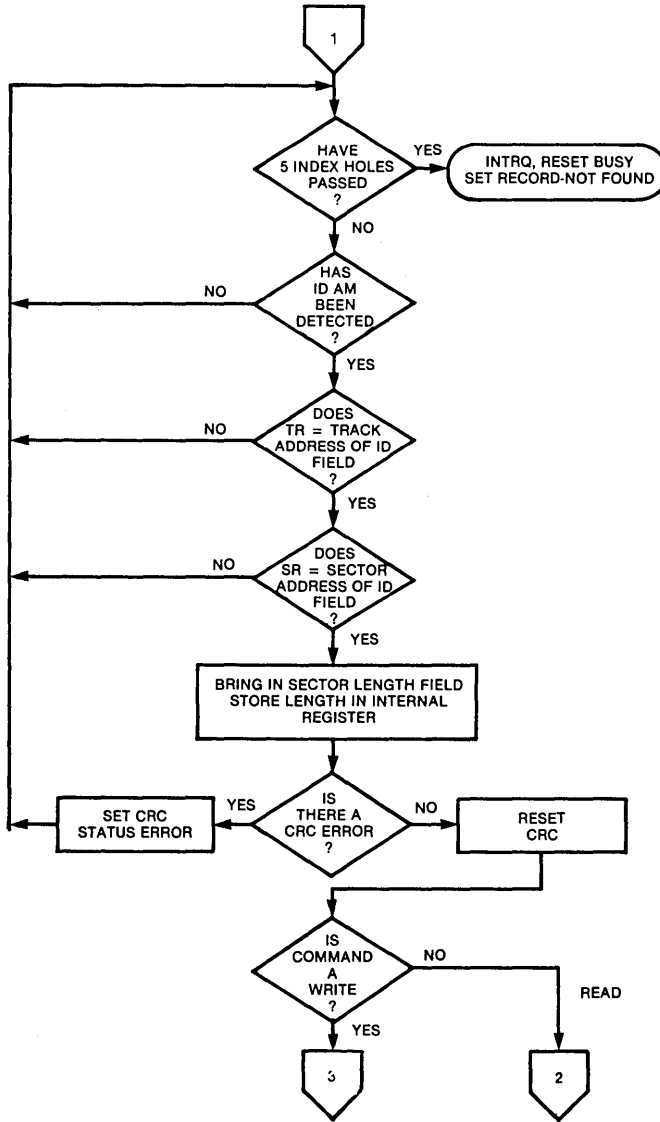 1
HAVE
5 INDEX HOLES
PASSED
?
YES
INTRQ, RESET BUSY
SET RECORD-NOT FOUND
NO
HAS
ID AM
BEEN
DETECTED
?
NO
YES
DOES
TR = TRACK
ADDRESS OF ID
FIELD
?
NO
YES
DOES
SR = SECTOR
ADDRESS OF ID
FIELD
?
NO
YES
BRING IN SECTOR LENGTH FIELD
STORE LENGTH IN INTERNAL
REGISTER
IS
THERE A
CRC ERROR
?
YES
SET CRC
STATUS ERROR
NO
RESET
CRC
IS
COMMAND
A
WRITE
?
NO
READ
YES
3
2